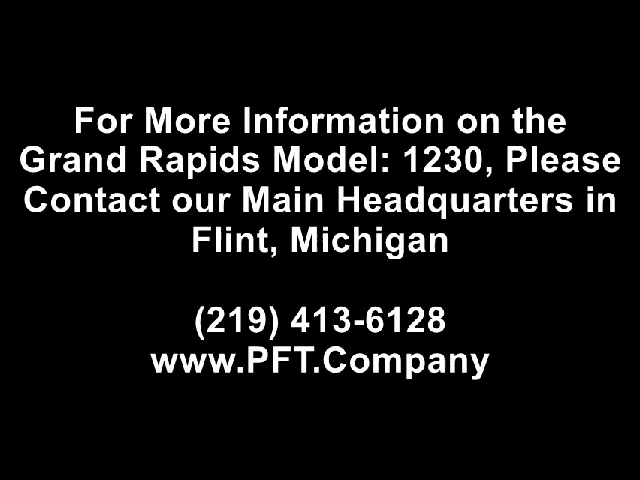 For More Information on the
Grand Rapids Model: 1230, Please
Contact our Main Headquarters in
Flint, Michigan
(219) 413-6128
www.PFT.Company